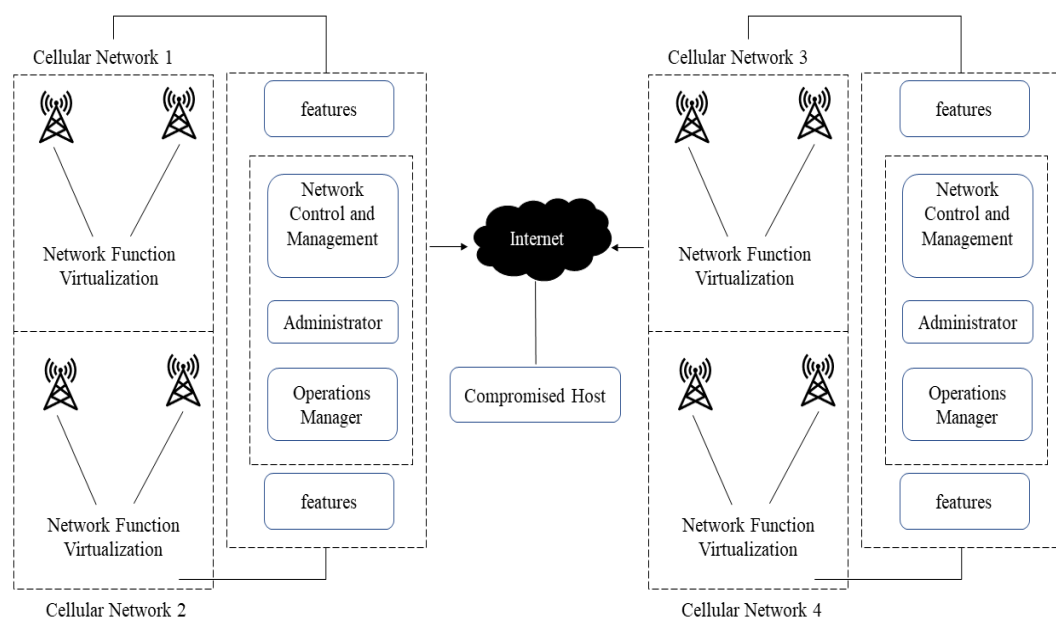 Cellular Network 1
features
Network
Control and
Management
Network Function
Virtualization
Administrator
Operations
Manager
features
Network Function
Virtualization
Cellular Network 2
Internet
Compromised Host
Cellular Network 3
features
Network
Control and
Management
Network Function
Virtualization
Administrator
Operations
Manager
features
Network Function
Virtualization
Cellular Network 4